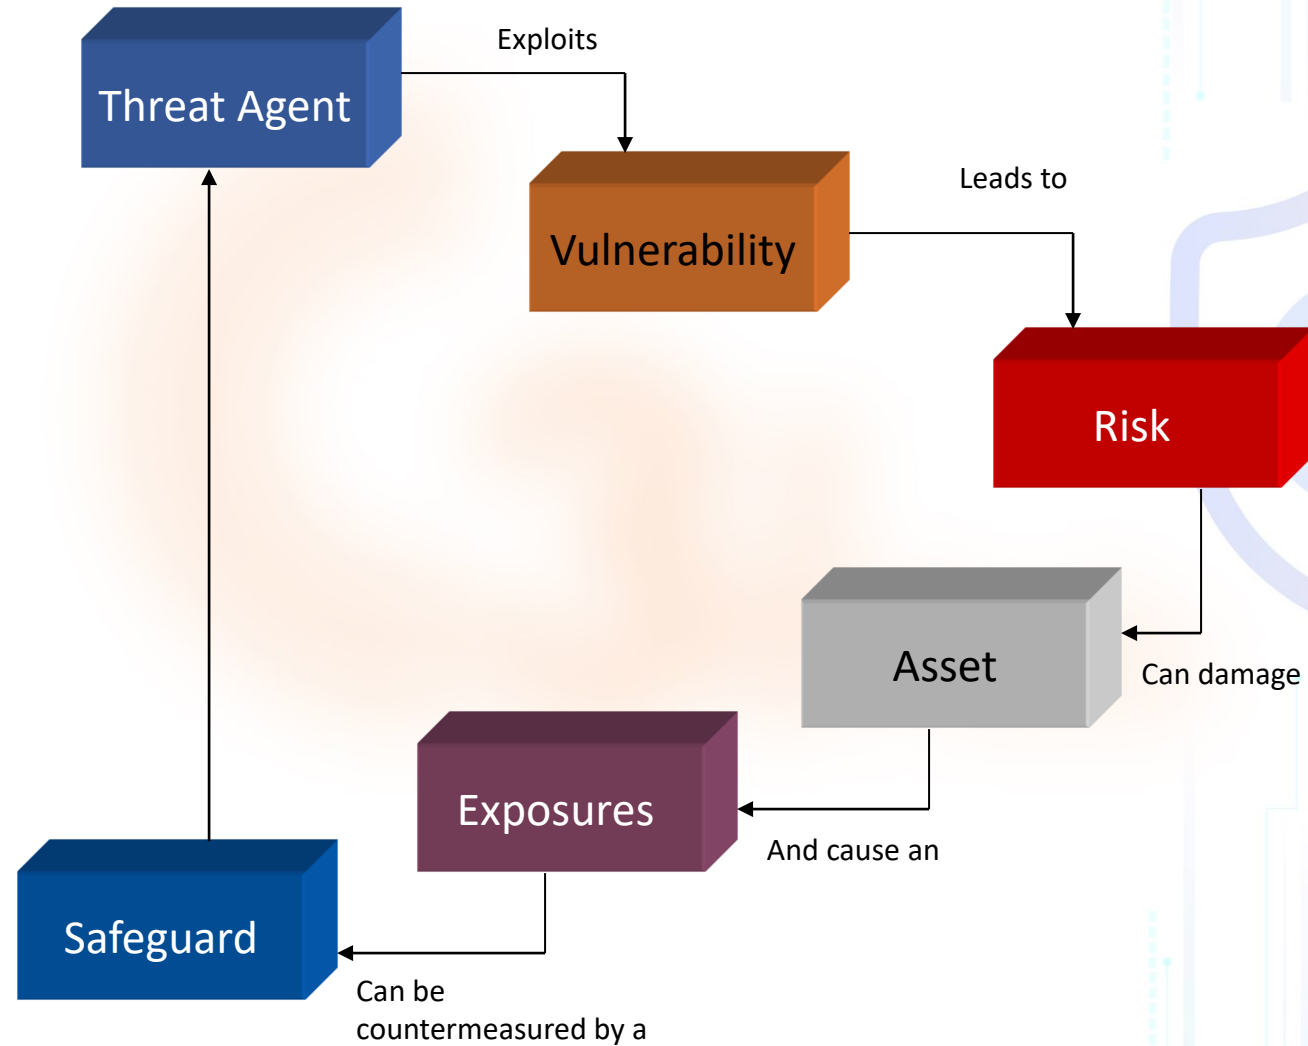 Exploits
Threat Agent
Leads to
Vulnerability
Risk
Asset
Can damage
Exposures
And cause an
Safeguard
Can be
countermeasured by a